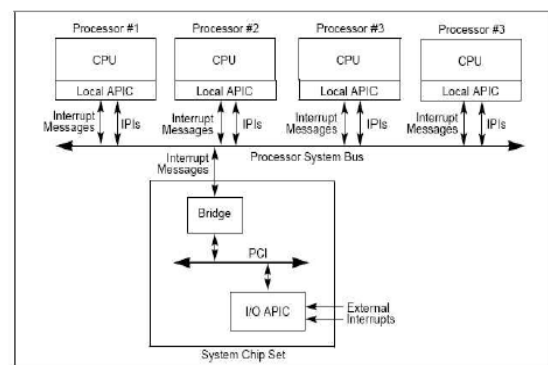 Processor #1
Processor #2
Processor #3
Processor #3
CPU
CPU
CPU
CPU
Local APIC
Local APIC
Local APIC
Local APIC
Interrupt
Messages
IPIs
Interrupt
Messages
IPIs
Interrupt
Messages
IPIs
Interrupt
Messages
IPIs
Interrupt
Messages
Processor System Bus
Bridge
PCI
I/O APIC
External
Interrupts
System Chip Set